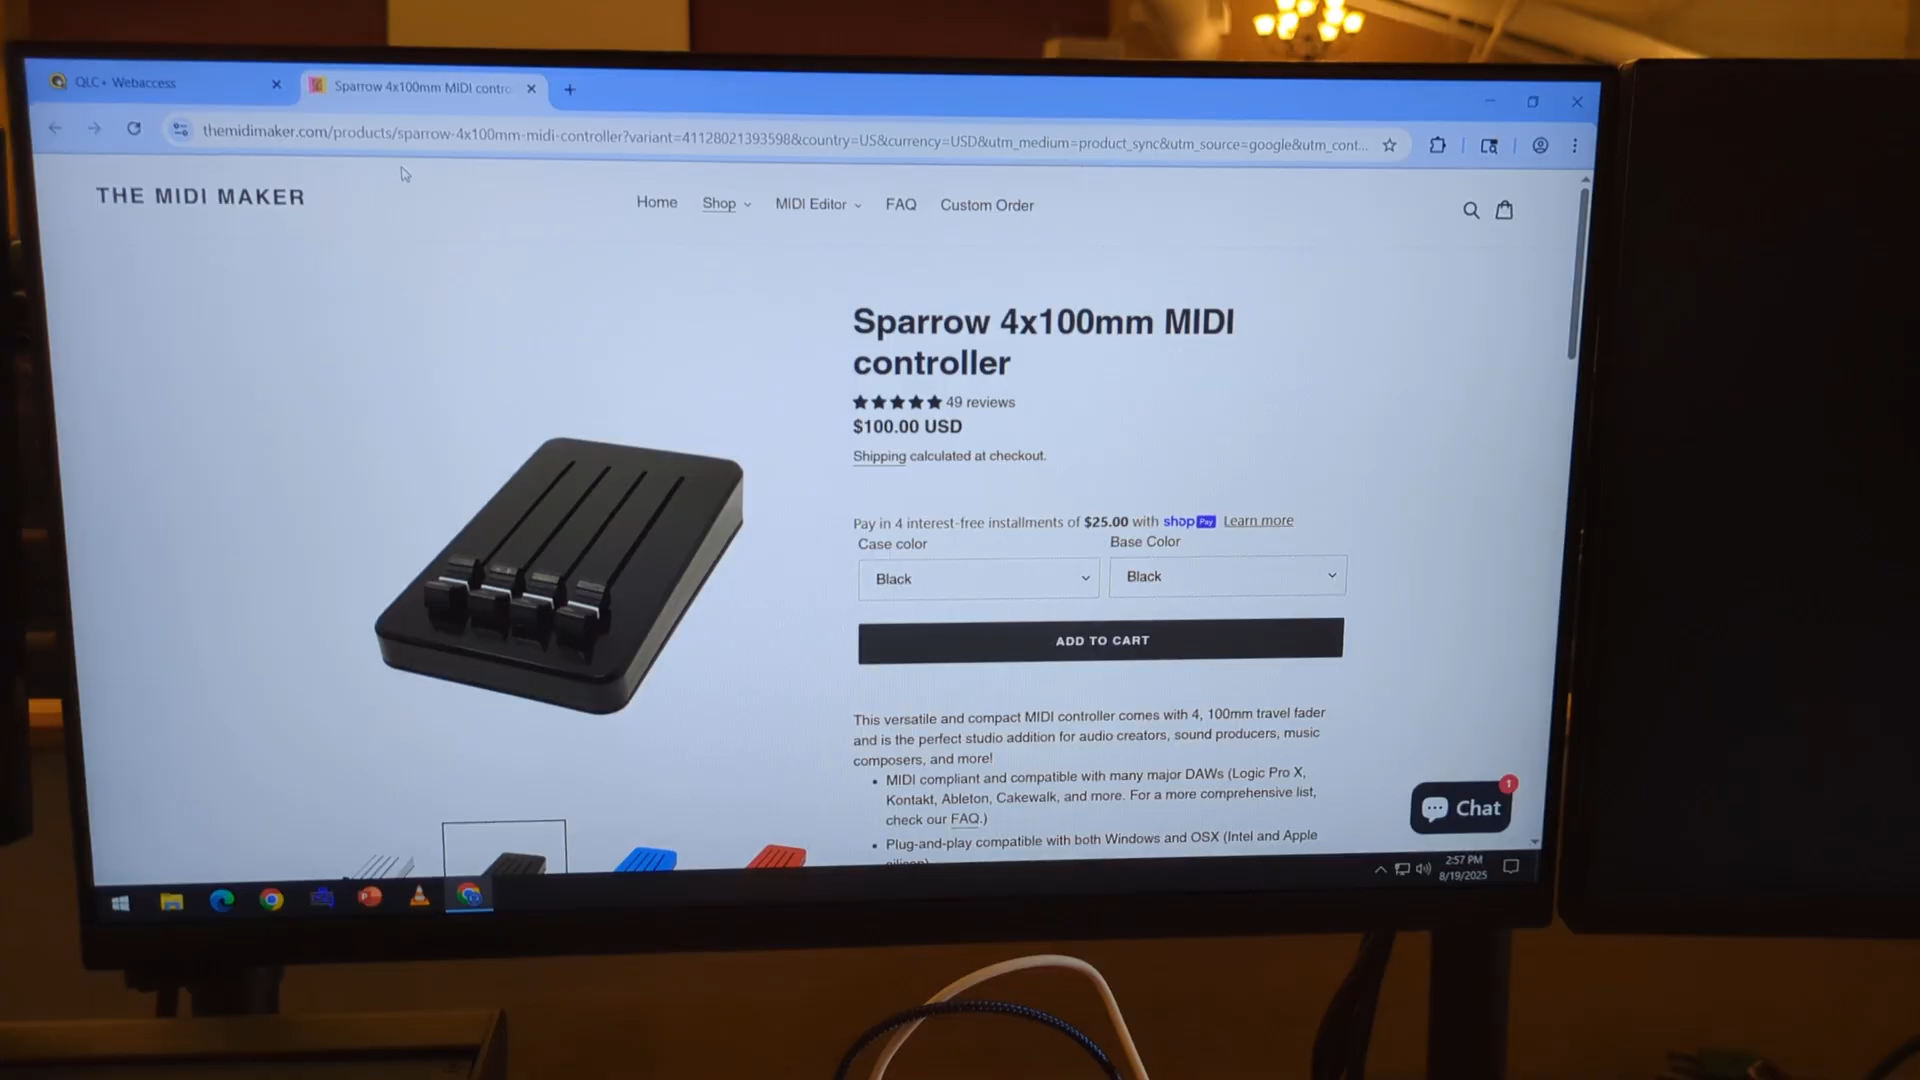 QLC+ Webaccess
Sparrow 4x100mm MIDI contro
themidimaker.com/products/sparrow-4x100mm-midi-controller?variant=41128021393598&country=US&currency=USD&utm_medium=product_sync&utm_source=google&utm_cont...
THE MIDI MAKER
Home Shop MIDI Editor FAQ Custom Order
Sparrow 4x100mm MIDI
controller
49 reviews
$100.00 USD
Shipping calculated at checkout.
Pay in 4 interest-free installments of $25.00 with shop Pay Learn more
Case color Base Color
Black Black
ADD TO CART
This versatile and compact MIDI controller comes with 4, 100mm travel fader
and is the perfect studio addition for audio creators, sound producers, music
composers, and more!
• MIDI compliant and compatible with many major DAWs (Logic Pro X,
Kontakt, Ableton, Cakewalk, and more. For a more comprehensive list,
check our FAQ.)
• Plug-and-play compatible with both Windows and OSX (Intel and Apple
silicon)
1
Chat
2:57 PM
8/19/2025